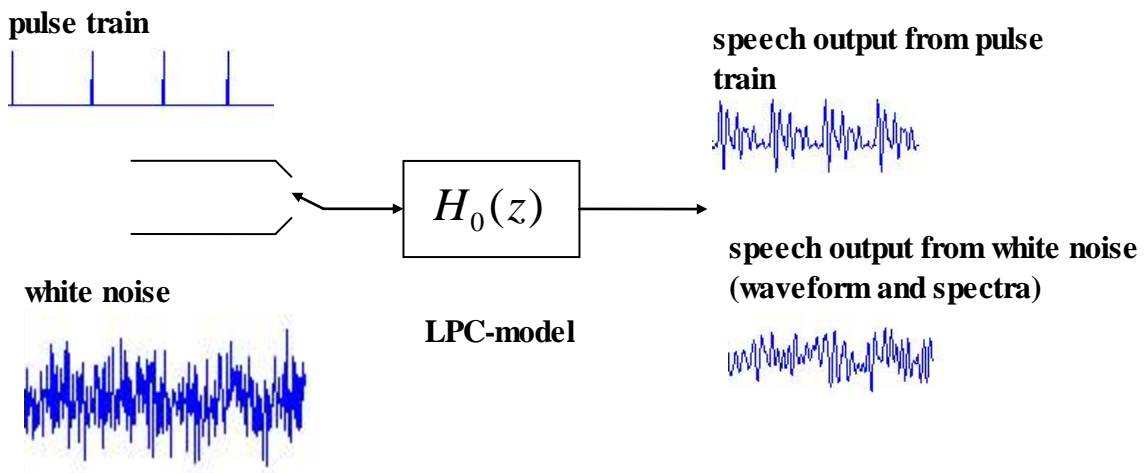 pulse train
speech output from pulse
train
H₀(z)
speech output from white noise
(waveform and spectra)
white noise
LPC-model